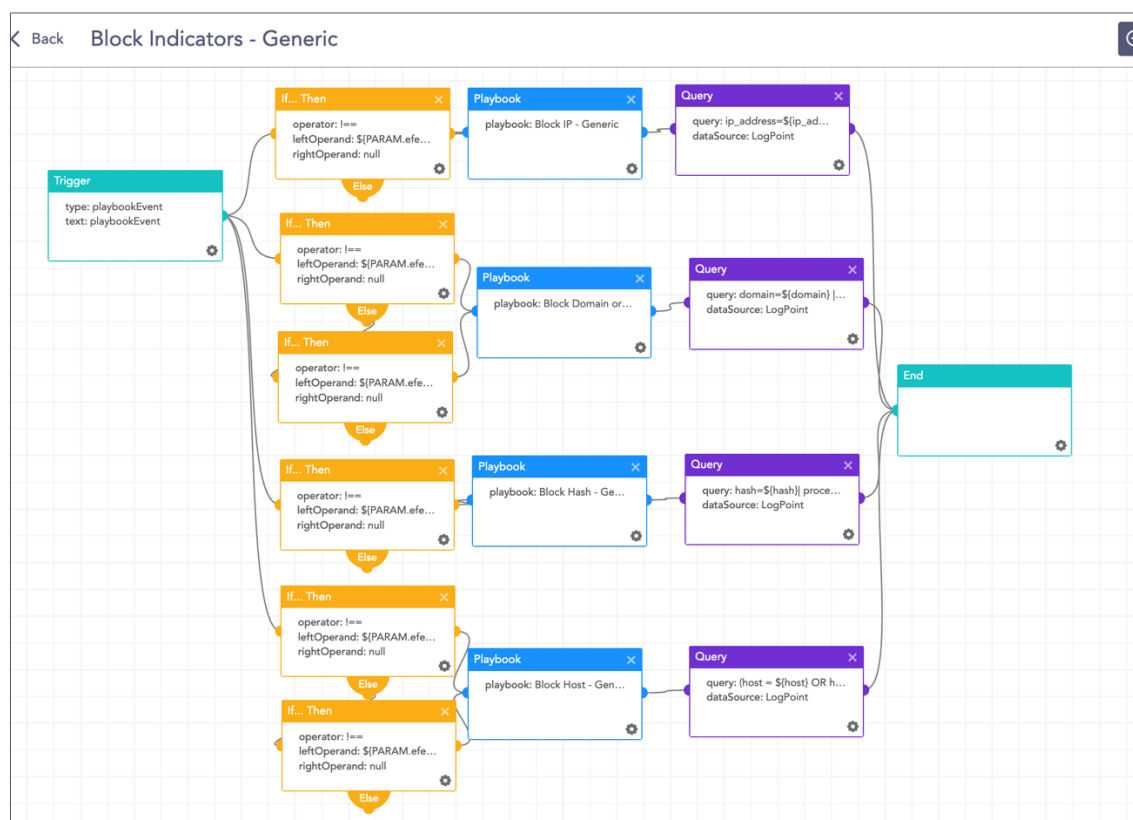 Back
Block Indicators - Generic
Trigger
type: playbookEvent
text: playbookEvent
If... Then
operator: !==
leftOperand: ${PARAM.efe...
rightOperand: null
Else
Playbook
playbook: Block IP - Generic
Query
query: ip_address=${ip_ad...
dataSource: LogPoint
If... Then
operator: !==
leftOperand: ${PARAM.efe...
rightOperand: null
Else
If... Then
operator: !==
leftOperand: ${PARAM.efe...
rightOperand: null
Else
Playbook
playbook: Block Domain or...
Query
query: domain=${domain} |...
dataSource: LogPoint
If... Then
operator: !==
leftOperand: ${PARAM.efe...
rightOperand: null
Else
Playbook
playbook: Block Hash - Ge...
Query
query: hash=${hash}| proce...
dataSource: LogPoint
If... Then
operator: !==
leftOperand: ${PARAM.efe...
rightOperand: null
Else
If... Then
operator: !==
leftOperand: ${PARAM.efe...
rightOperand: null
Else
Playbook
playbook: Block Host - Gen...
Query
query: (host = ${host} OR h...
dataSource: LogPoint
End